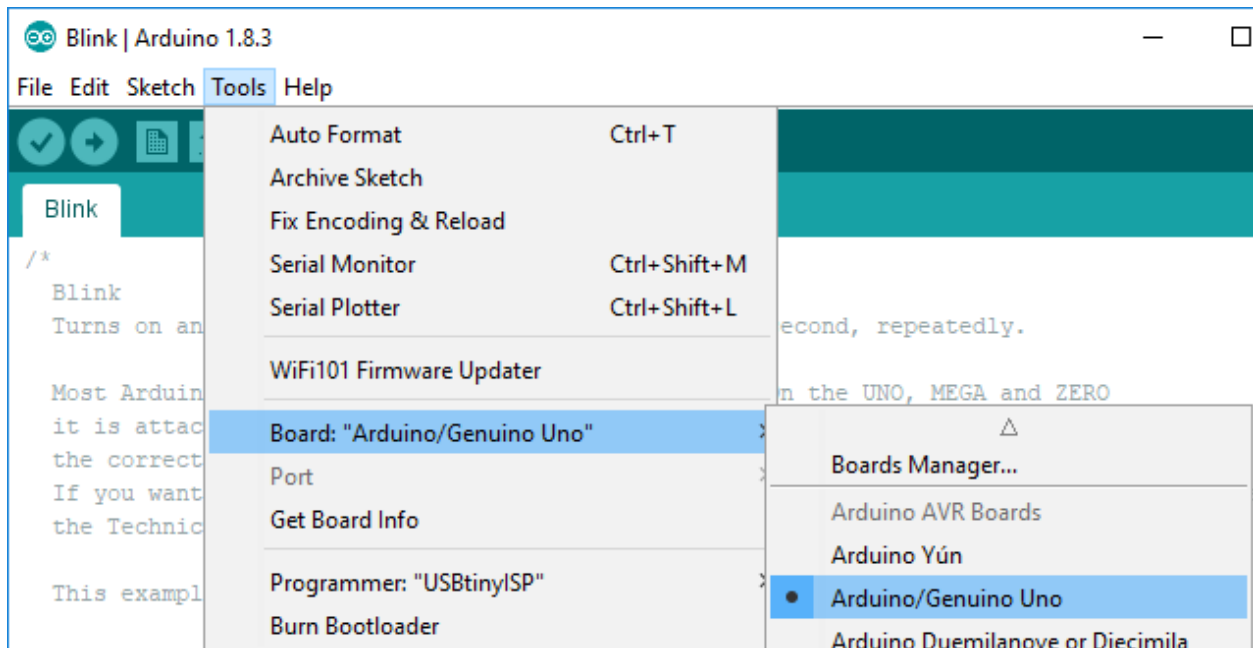 Blink | Arduino 1.8.3
File Edit Sketch Tools Help
Auto Format Ctrl+T
Archive Sketch
Fix Encoding & Reload
Serial Monitor Ctrl+Shift+M
Serial Plotter Ctrl+Shift+L
WiFi101 Firmware Updater
Board: "Arduino/Genuino Uno"
Port
Get Board Info
Programmer: "USBtinyISP"
Burn Bootloader
Boards Manager...
Arduino AVR Boards
Arduino Yún
Arduino/Genuino Uno
Arduino Duemilanove or Diecimila
Blink
/*
Blink
Turns on an econd, repeatedly.
Most Arduin n the UNO, MEGA and ZERO
it is attac
the correct
If you want
the Technic
This exampl